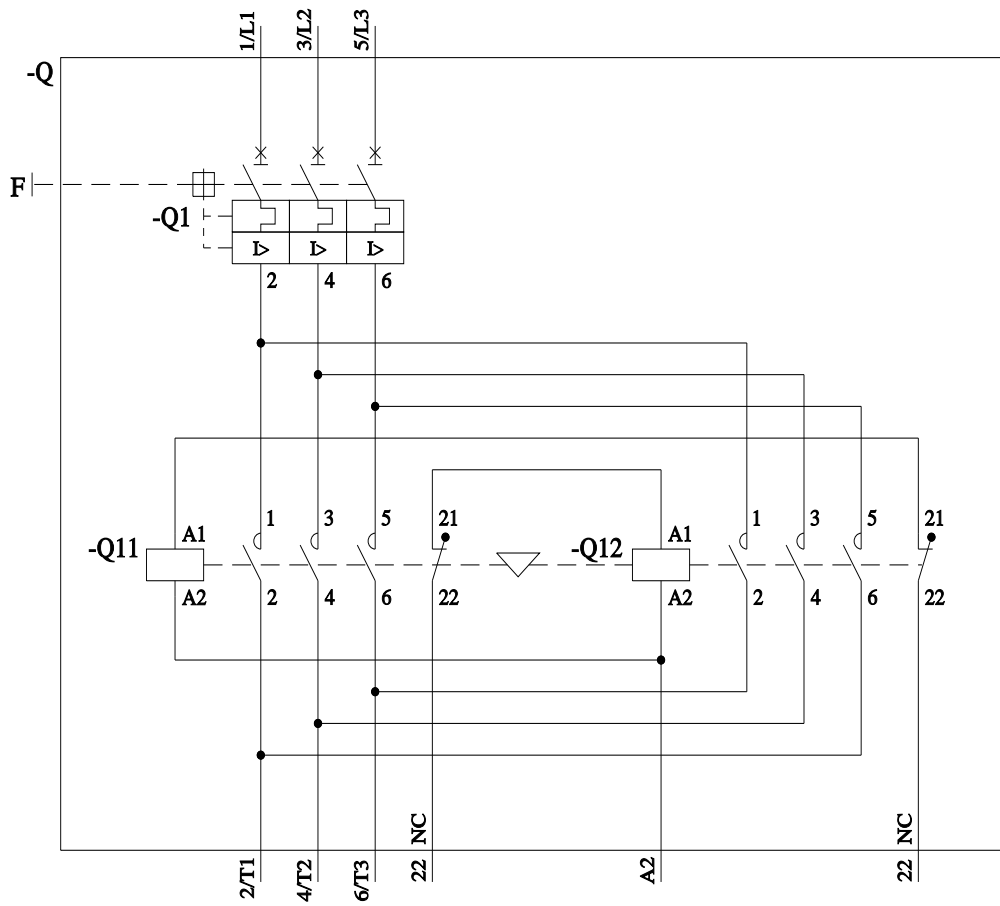 1/L1 3/L2 5/L3
-Q
F
-Q1
I> I> I>
2 4 6
1 3 5 21 1 3 5 21
-Q11 A1 -Q12 A1
A2 2 4 6 22 A2 2 4 6 22
NC NC
2/T1 4/T2 6/T3 22 A2 22